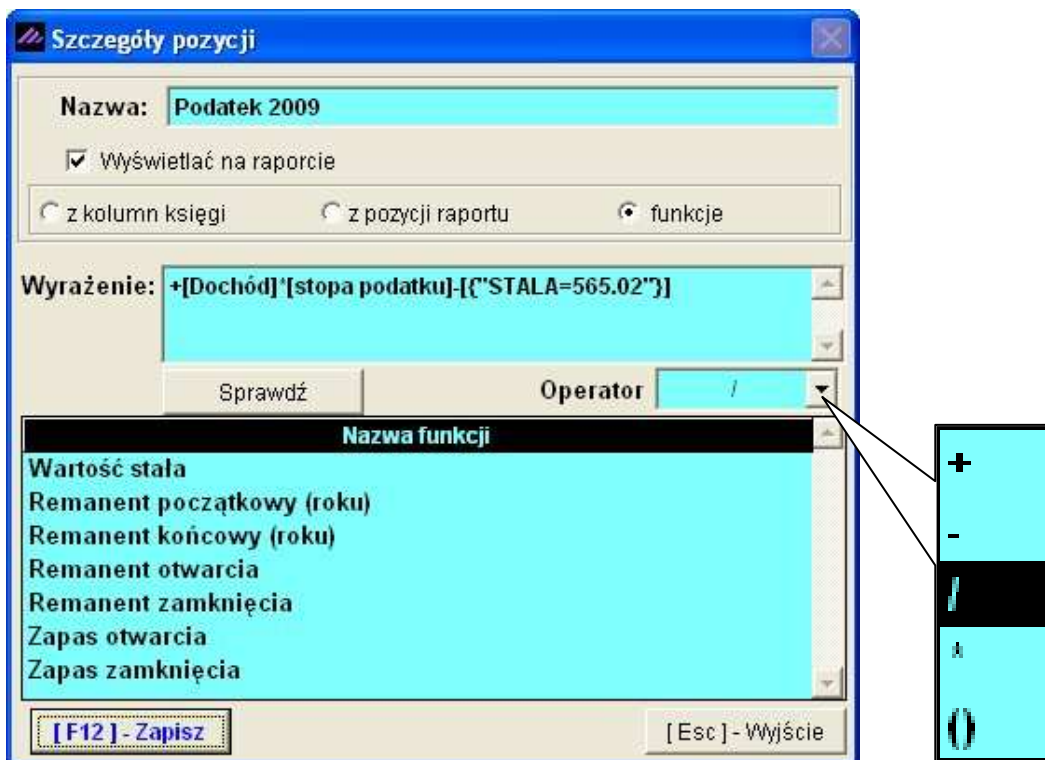 Szczegóły pozycji
Nazwa: Podatek 2009
Wyświetlać na raporcie
z kolumn księgi z pozycji raportu funkcje
Wyrażenie: +[Dochód]*[stopa podatku]-[{"STALA=565.02"}]
Sprawdź Operator /
Nazwa funkcji
Wartość stała
Remanent początkowy (roku)
Remanent końcowy (roku)
Remanent otwarcia
Remanent zamknięcia
Zapas otwarcia
Zapas zamknięcia
[ F12 ] - Zapisz [ Esc ] - Wyjście
+
-
/
*
()